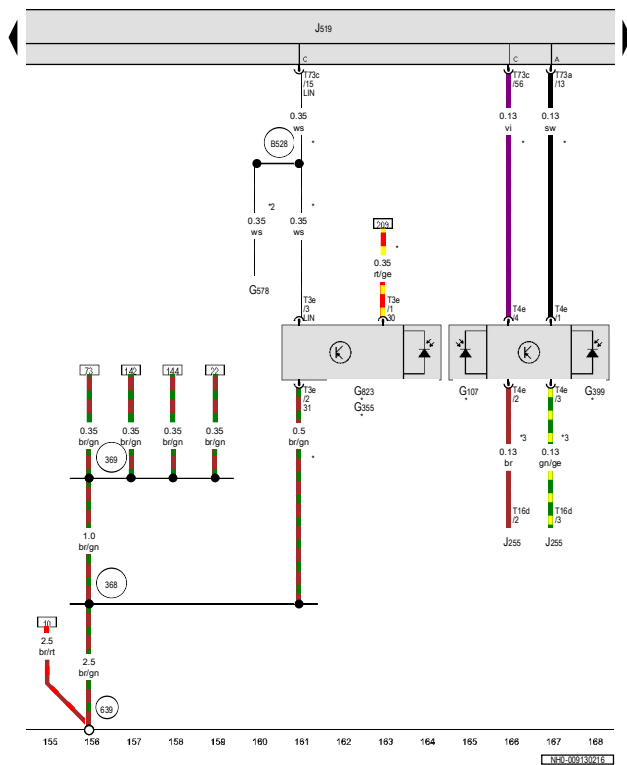 J519
C C A
T73c
/15
LIN
T73c
/56
T73a
/13
0.35
ws
*
0.13
vi
*
0.13
sw
*
B528
*2
*
0.35
ws
0.35
ws
209
*
0.35
rt/ge
G578
T3e
/3
LIN
T3e
/1
30
T4e
/4
T4e
/1
73 142 144 22
T3e
/2
31
G823
*
G355
*
G107
*
T4e
/2
T4e
/3
G399
*
0.35
br/gn
0.35
br/gn
0.35
br/gn
0.35
br/gn
0.5
br/gn
*
*3
*3
0.13
br
0.13
gn/ge
369
T16d
/2
T16d
/3
1.0
br/gn
J255
J255
368
10
2.5
br/rt
2.5
br/gn
639
155 156 157 158 159 160 161 162 163 164 165 166 167 168
NH0-009130216